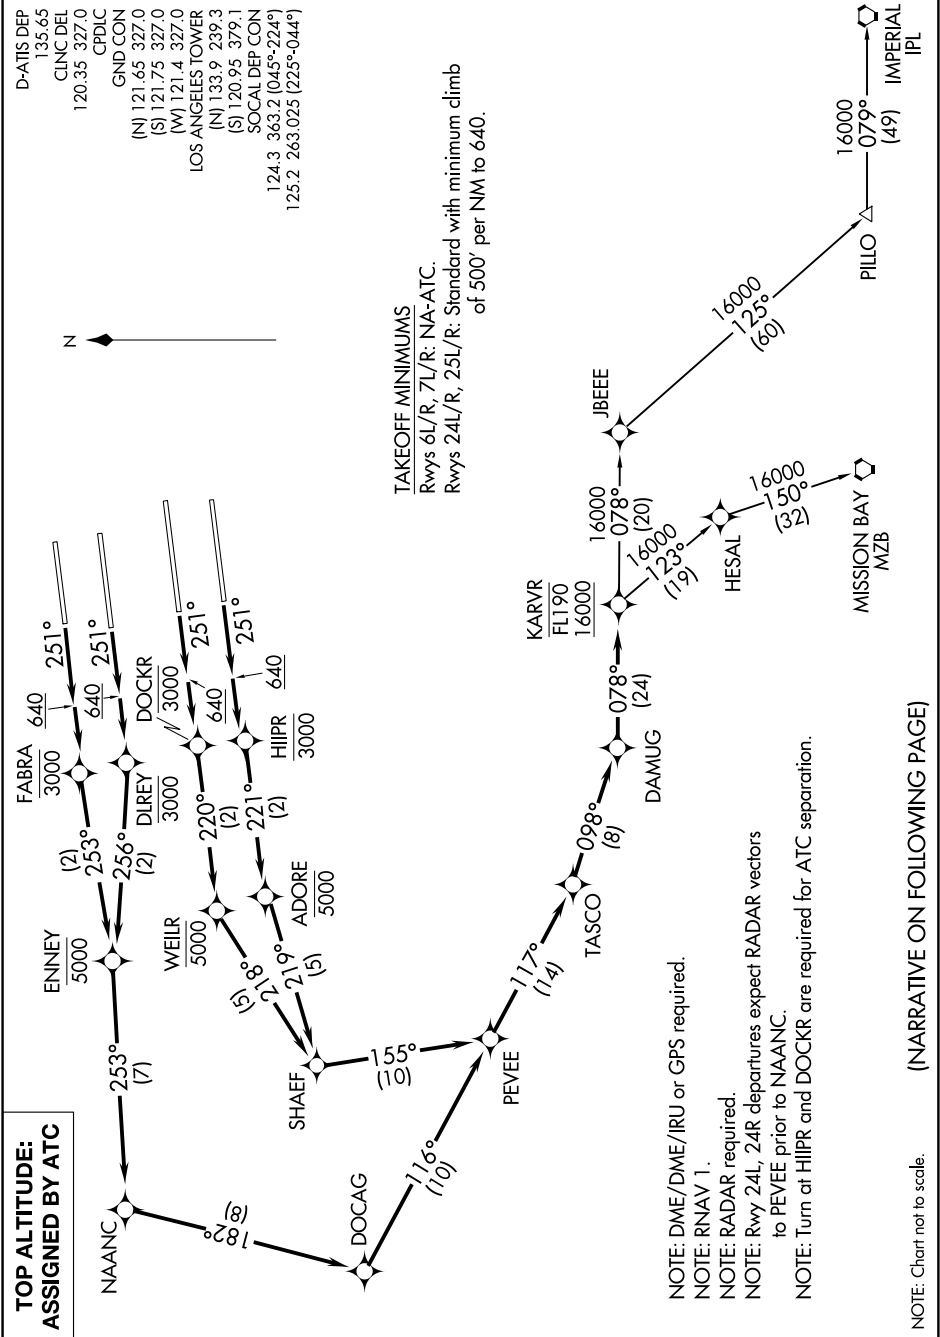 TOP ALTITUDE:
ASSIGNED BY ATC
D-ATIS DEP
135.65
CLNC DEL
120.35 327.0
CPDLC
GND CON
(N) 121.65 327.0
(S) 121.75 327.0
(W) 121.4 327.0
LOS ANGELES TOWER
(N) 133.9 239.3
(S) 120.95 379.1
SOCAL DEP CON
124.3 363.2 (045°-224°)
125.2 263.025 (225°-044°)
N
TAKEOFF MINIMUMS
Rwys 6L/R, 7L/R: NA-ATC.
Rwys 24L/R, 25L/R: Standard with minimum climb
of 500' per NM to 640.
NAANC
253°
(7)
ENNEY
5000
(2)
253°
256°
(2)
FABRA
3000
DLREY
3000
640
640
251°
251°
DOCKR
3000
640
251°
251°
640
HIIPR
3000
220°
(2)
221°
(2)
WEILR
5000
ADORE
5000
218°
(5)
219°
(5)
SHAEF
182°
(8)
DOCAG
155°
(10)
116°
(10)
PEVEE
117°
(14)
TASCO
098°
(8)
DAMUG
078°
(24)
KARVR
FL190
16000
16000
078°
(20)
JBEEE
16000
123°
(19)
HESAL
16000
150°
(32)
MISSION BAY
MZB
16000
125°
(60)
PILLO
16000
079°
(49)
IMPERIAL
IPL
NOTE: DME/DME/IRU or GPS required.
NOTE: RNAV 1.
NOTE: RADAR required.
NOTE: Rwy 24L, 24R departures expect RADAR vectors
to PEVEE prior to NAANC.
NOTE: Turn at HIIPR and DOCKR are required for ATC separation.
NOTE: Chart not to scale.
(NARRATIVE ON FOLLOWING PAGE)